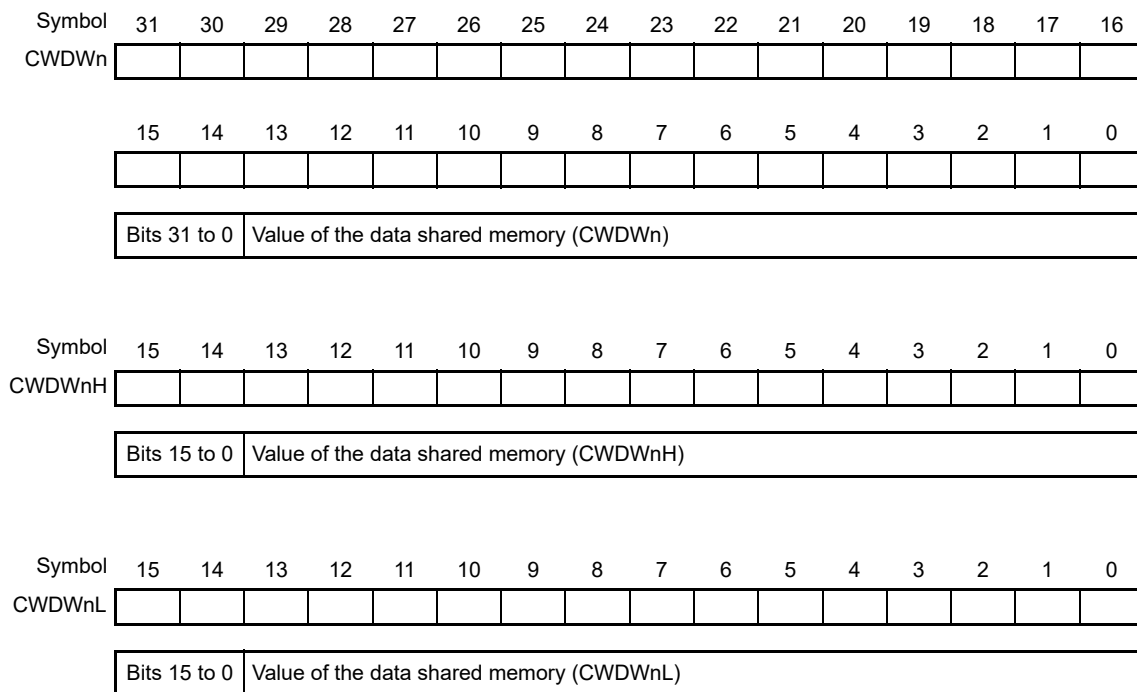 Symbol 31 30 29 28 27 26 25 24 23 22 21 20 19 18 17 16
CWDWn
15 14 13 12 11 10 9 8 7 6 5 4 3 2 1 0
Bits 31 to 0 Value of the data shared memory (CWDWn)
Symbol 15 14 13 12 11 10 9 8 7 6 5 4 3 2 1 0
CWDWnH
Bits 15 to 0 Value of the data shared memory (CWDWnH)
Symbol 15 14 13 12 11 10 9 8 7 6 5 4 3 2 1 0
CWDWnL
Bits 15 to 0 Value of the data shared memory (CWDWnL)